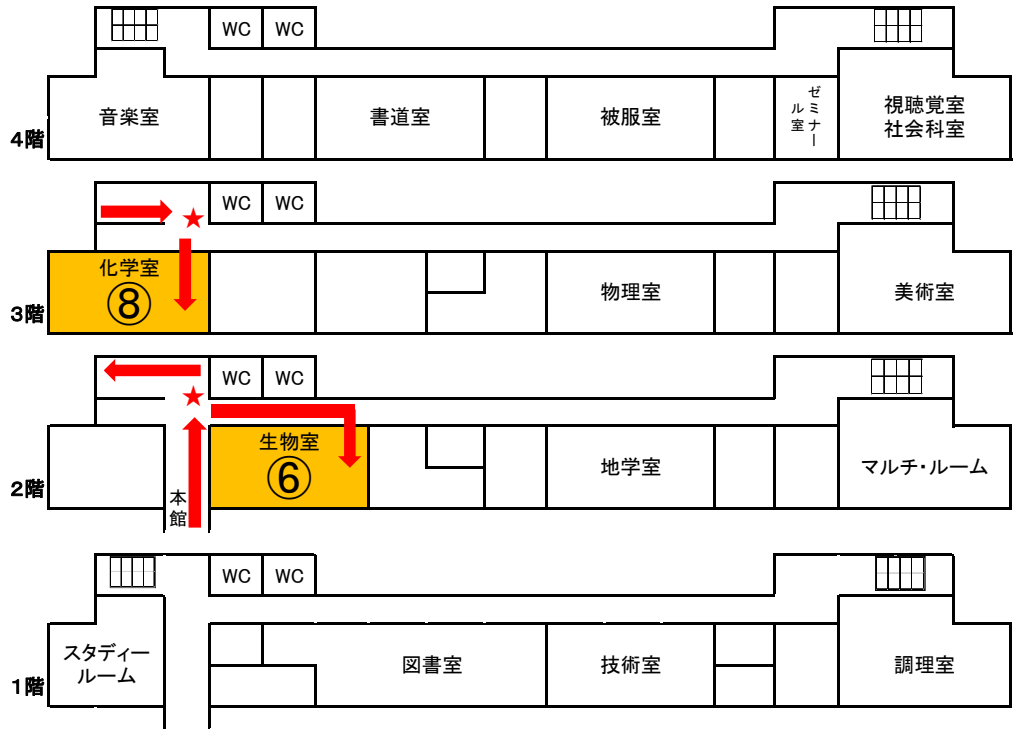 WC WC
音楽室
書道室
被服室
ゼミナー
ル室
視聴覚室
社会科室
4階
★
WC WC
化学室
⑧
物理室
美術室
3階
★
WC WC
生物室
⑥
地学室
マルチ・ルーム
本館
2階
WC WC
スタディー
ルーム
図書室
技術室
調理室
1階